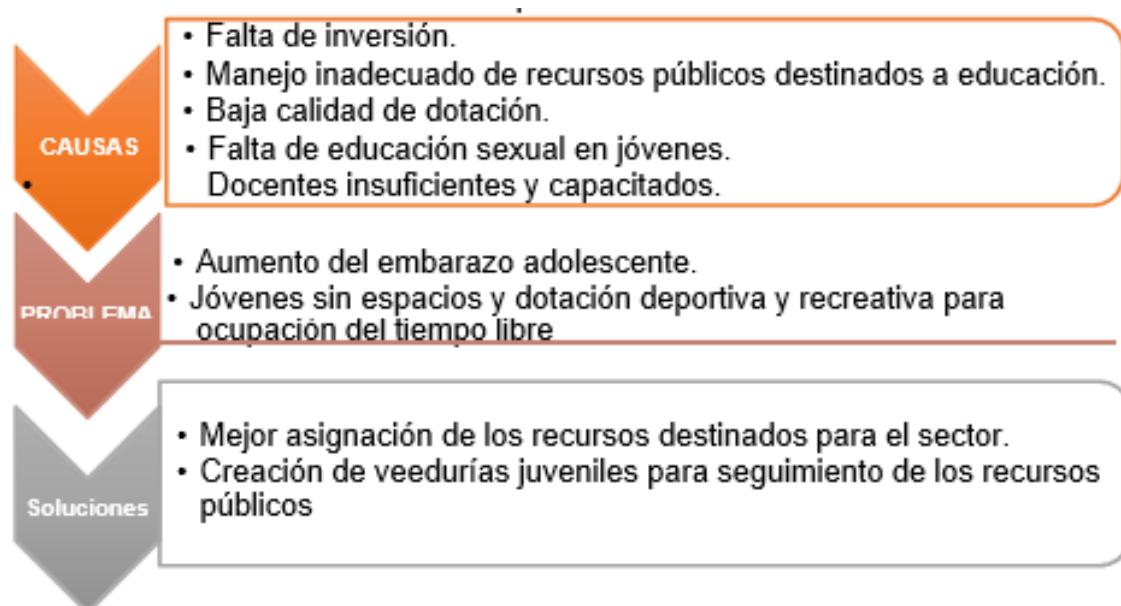 CAUSAS
• Falta de inversión.
• Manejo inadecuado de recursos públicos destinados a educación.
• Baja calidad de dotación.
• Falta de educación sexual en jóvenes.
•
Docentes insuficientes y capacitados.
PROBLEMA
• Aumento del embarazo adolescente.
• Jóvenes sin espacios y dotación deportiva y recreativa para
ocupación del tiempo libre
Soluciones
• Mejor asignación de los recursos destinados para el sector.
• Creación de veedurías juveniles para seguimiento de los recursos
públicos